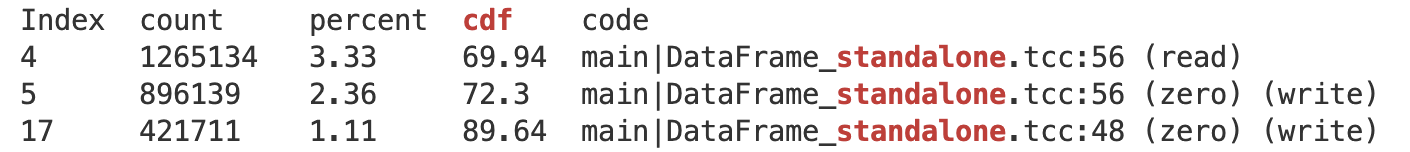 Index count percent cdf code
4 1265134 3.33 69.94 main|DataFrame_standalone.tcc:56 (read)
5 896139 2.36 72.3 main|DataFrame_standalone.tcc:56 (zero) (write)
17 421711 1.11 89.64 main|DataFrame_standalone.tcc:48 (zero) (write)